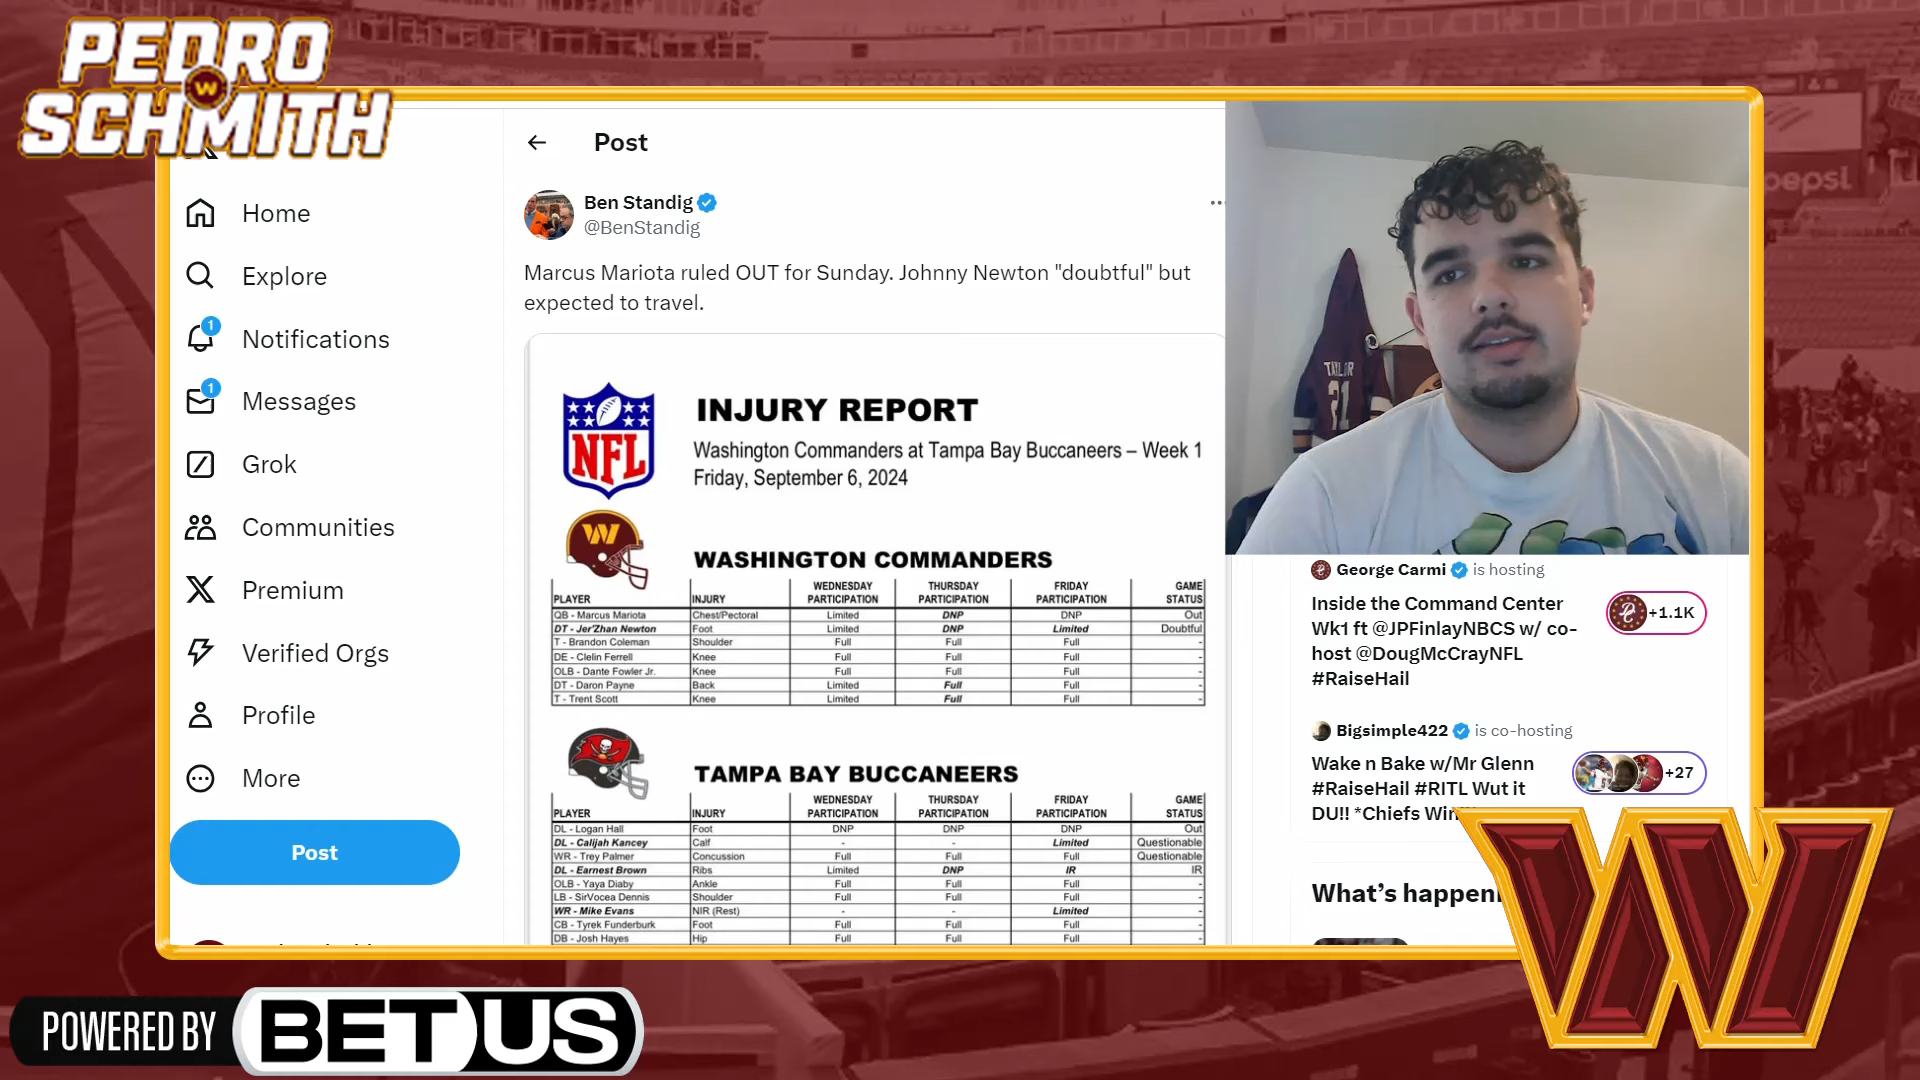 PEDRO
SCHMITH
Home
Explore
1
Notifications
1
Messages
Grok
Communities
Premium
Verified Orgs
Profile
More
Post
Post
Ben Standig
@BenStandig
Marcus Mariota ruled OUT for Sunday. Johnny Newton "doubtful" but
expected to travel.
NFL
INJURY REPORT
Washington Commanders at Tampa Bay Buccaneers – Week 1
Friday, September 6, 2024
WASHINGTON COMMANDERS
PLAYER INJURY WEDNESDAY PARTICIPATION THURSDAY PARTICIPATION FRIDAY PARTICIPATION GAME STATUS
QB - Marcus Mariota Chest/Pectoral Limited DNP DNP Out
DT - Jer'Zhan Newton Foot Limited DNP Limited Doubtful
T - Brandon Coleman Shoulder Full Full Full -
DE - Clelin Ferrell Knee Full Full Full -
OLB - Dante Fowler Jr. Knee Full Full Full -
DT - Daron Payne Back Limited Full Full -
T - Trent Scott Knee Limited Full Full -
TAMPA BAY BUCCANEERS
PLAYER INJURY WEDNESDAY PARTICIPATION THURSDAY PARTICIPATION FRIDAY PARTICIPATION GAME STATUS
DL - Logan Hall Foot DNP DNP DNP Out
DL - Calijah Kancey Calf - - Limited Questionable
WR - Trey Palmer Concussion Full Full Full Questionable
DL - Earnest Brown Ribs Limited DNP IR IR
OLB - Yaya Diaby Ankle Full Full Full -
LB - SirVocea Dennis Shoulder Full Full Full -
WR - Mike Evans NIR (Rest) - - Limited -
CB - Tyrek Funderburk Foot Full Full Full -
DB - Josh Hayes Hip Full Full Full -
TAYLOR
21
pepsi
George Carmi is hosting
Inside the Command Center
Wk1 ft @JPFinlayNBCS w/ co-
host @DougMcCrayNFL
#RaiseHail
+1.1K
Bigsimple422 is co-hosting
Wake n Bake w/Mr Glenn
#RaiseHail #RITL Wut it
DU!! *Chiefs Win
+27
What's happeni
POWERED BY BETUS